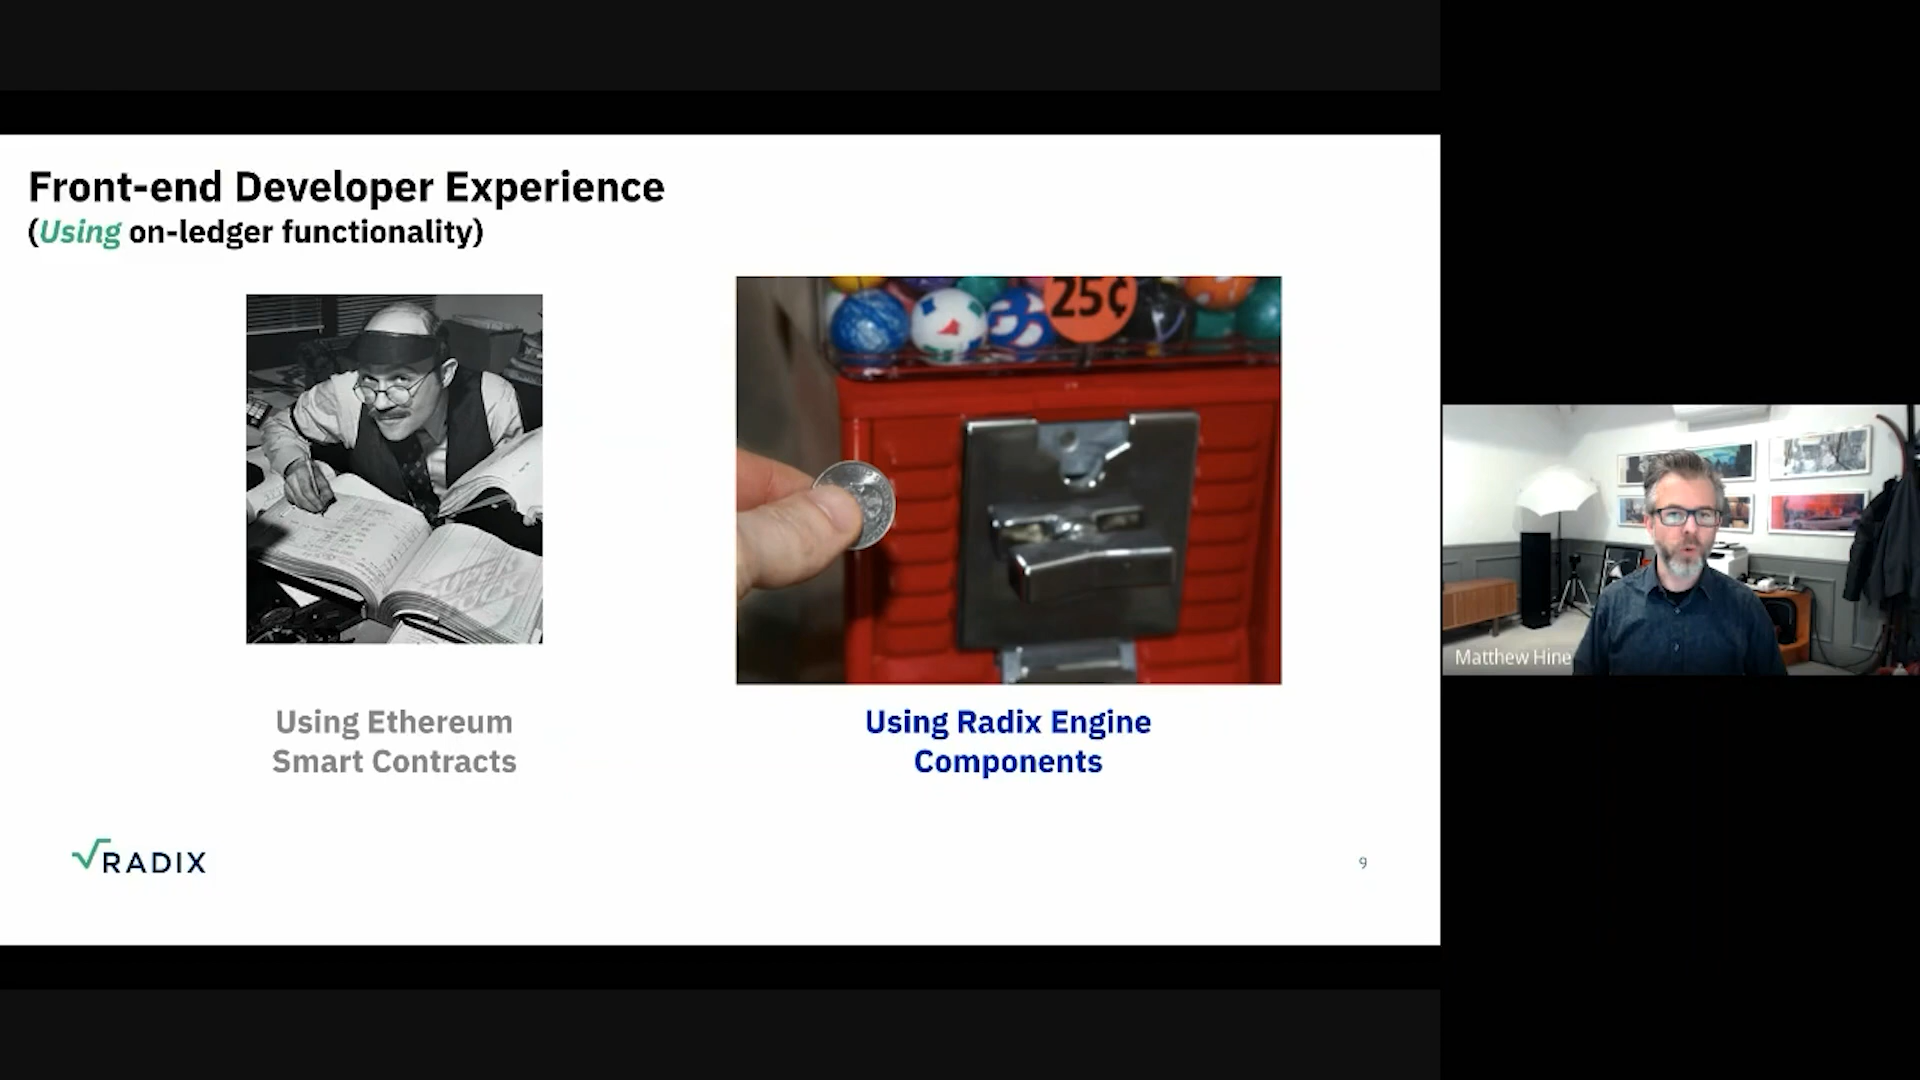 Front-end Developer Experience
(Using on-ledger functionality)
25¢
Using Ethereum
Smart Contracts
Using Radix Engine
Components
RADIX
9
Matthew Hine